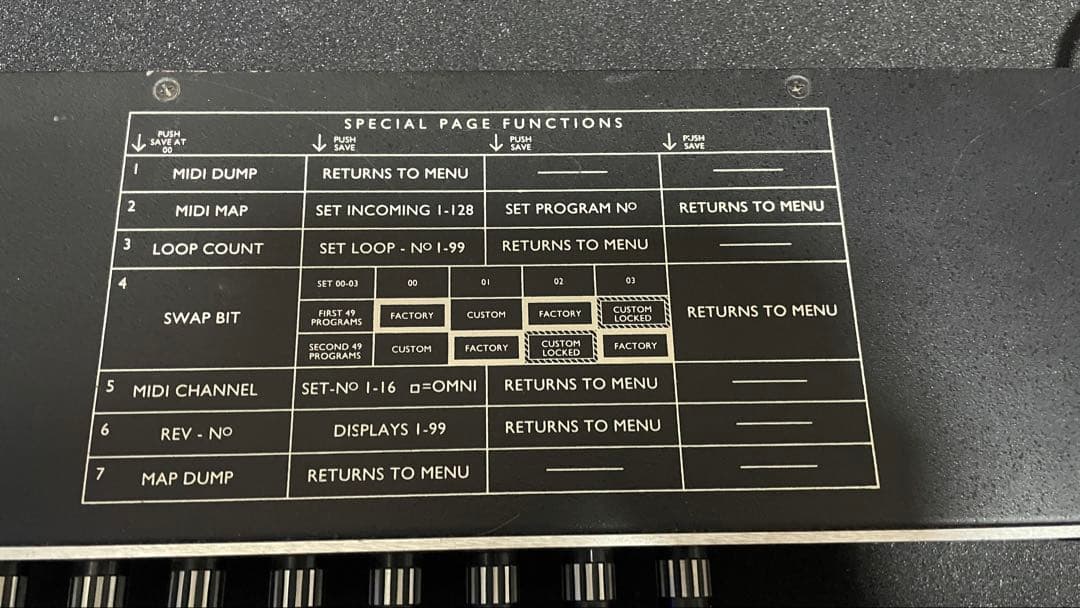 SPECIAL PAGE FUNCTIONS
↓ PUSH SAVE AT 00 ↓ PUSH SAVE ↓ PUSH SAVE ↓ PUSH SAVE
1 MIDI DUMP RETURNS TO MENU
2 MIDI MAP SET INCOMING 1-128 SET PROGRAM Nº RETURNS TO MENU
3 LOOP COUNT SET LOOP - Nº 1-99 RETURNS TO MENU
4 SWAP BIT
SET 00-03 00 01 02 03
FIRST 49 PROGRAMS FACTORY CUSTOM FACTORY CUSTOM LOCKED
RETURNS TO MENU
SECOND 49 PROGRAMS CUSTOM FACTORY CUSTOM LOCKED FACTORY
5 MIDI CHANNEL SET-Nº 1-16 □=OMNI RETURNS TO MENU
6 REV - Nº DISPLAYS 1-99 RETURNS TO MENU
7 MAP DUMP RETURNS TO MENU